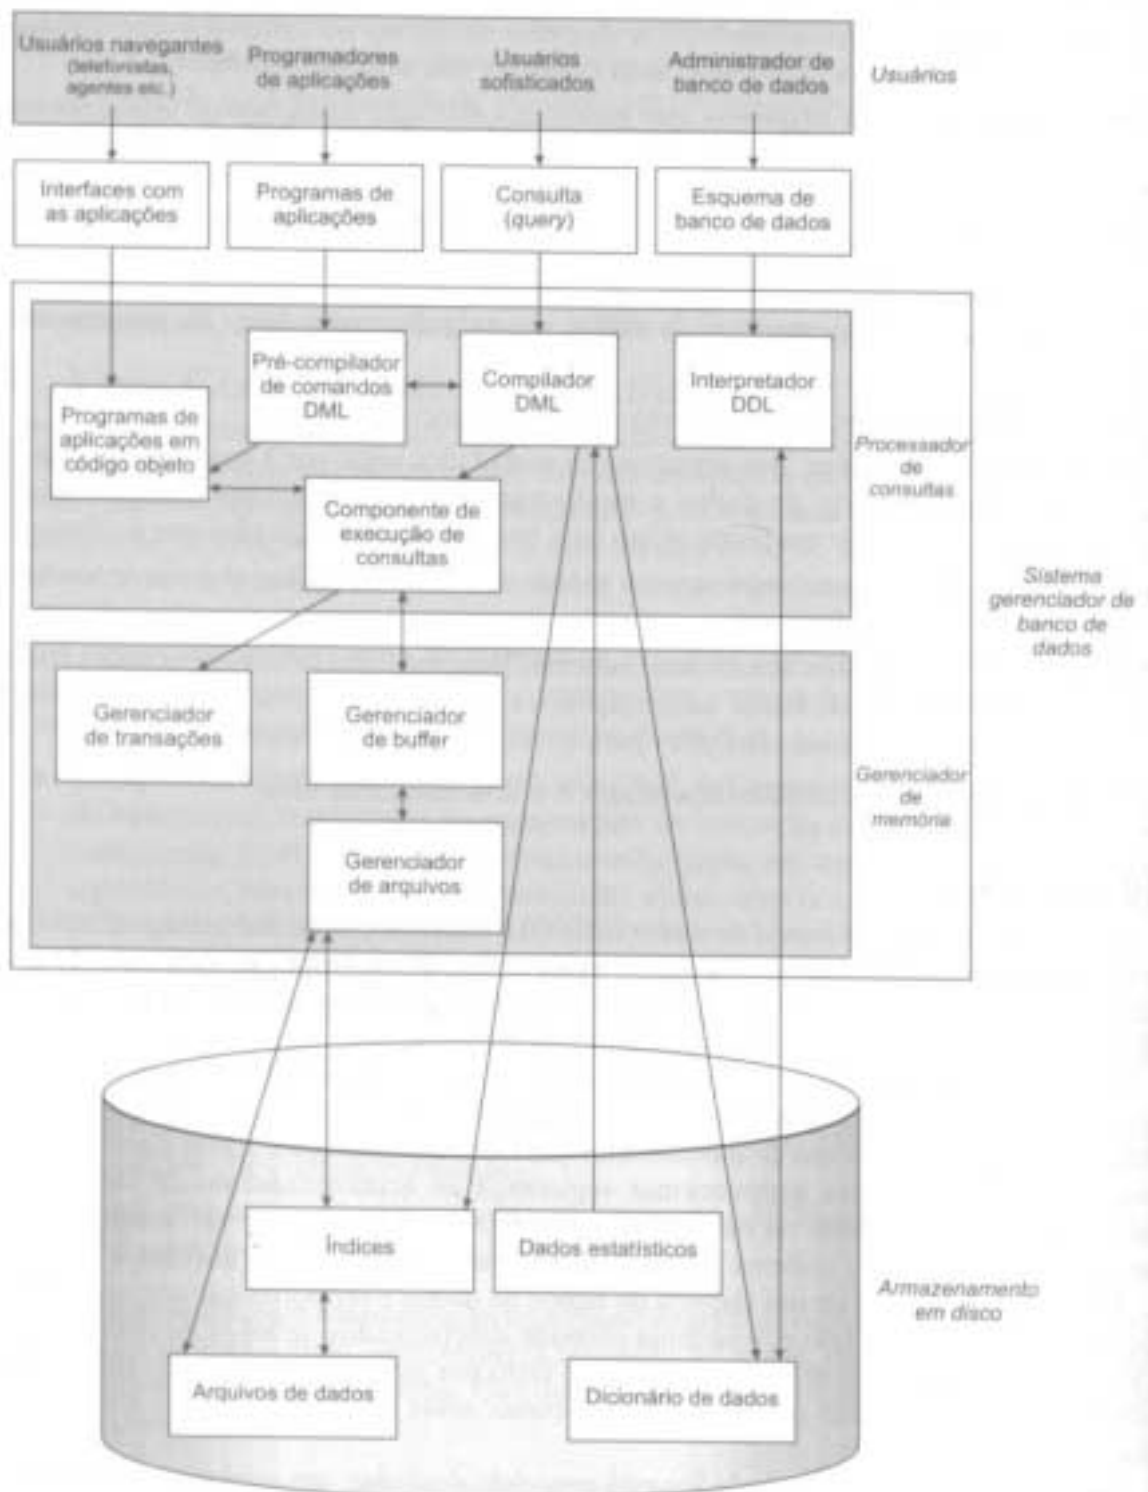 Usuários navegantes
(telefonistas,
agentes etc.)
Programadores
de aplicações
Usuários
sofisticados
Administrador de
banco de dados
Usuários
Interfaces com
as aplicações
Programas de
aplicações
Consulta
(query)
Esquema de
banco de dados
Pré-compilador
de comandos
DML
Compilador
DML
Interpretador
DDL
Programas de
aplicações em
código objeto
Processador
de
consultas
Componente de
execução de
consultas
Sistema
gerenciador de
banco de
dados
Gerenciador
de transações
Gerenciador
de buffer
Gerenciador
de
memória
Gerenciador
de arquivos
Índices
Dados estatísticos
Armazenamento
em disco
Arquivos de dados
Dicionário de dados